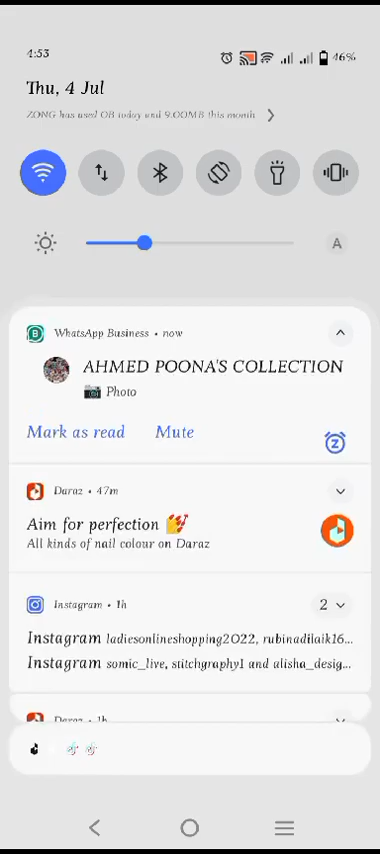 4:53
46%
Thu, 4 Jul
ZONG has used 0B today and 9.00MB this month
A
WhatsApp Business • now
AHMED POONA'S COLLECTION
Photo
Mark as read Mute
Daraz • 47m
Aim for perfection
All kinds of nail colour on Daraz
Instagram • 1h
2
Instagram ladiesonlineshopping2022, rubinadilaik16...
Instagram somic_live, stitchgraphy1 and alisha_desig...
Daraz • 1h